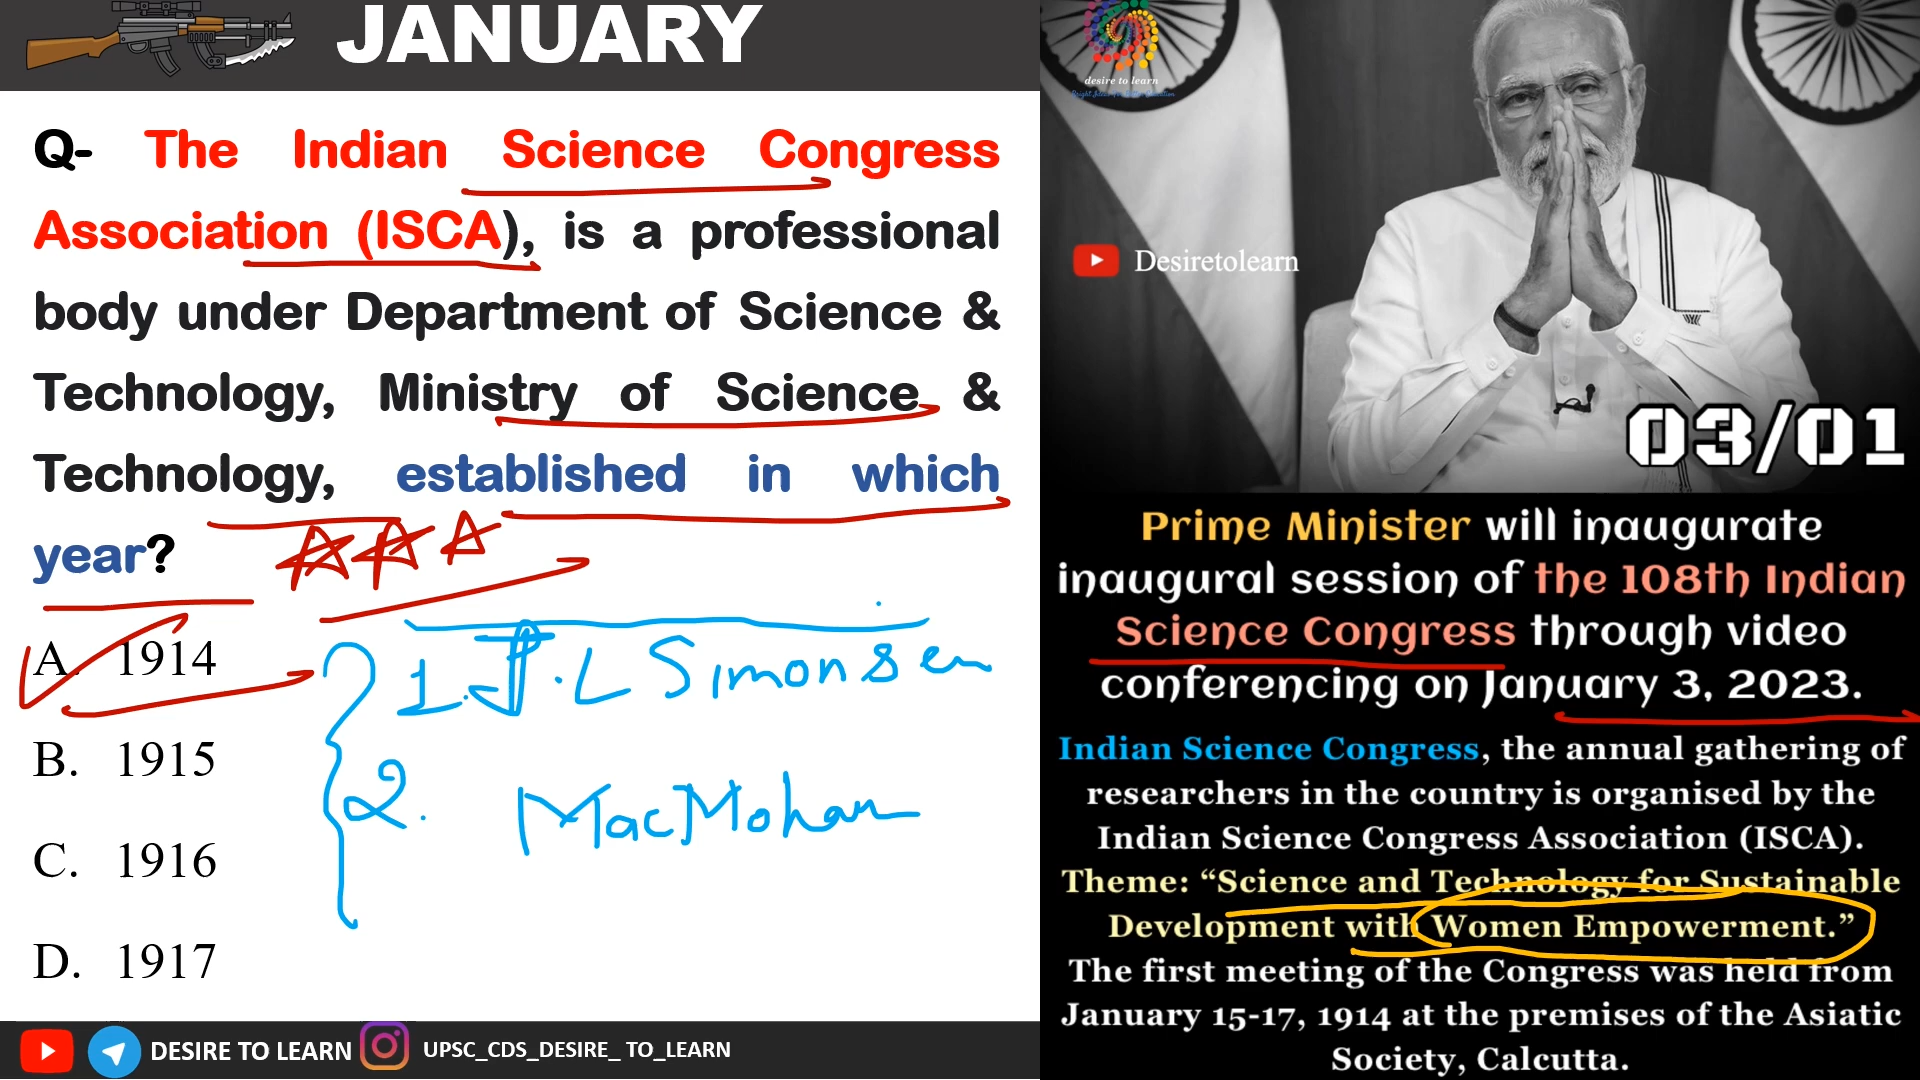 JANUARY
Q- The Indian Science Congress
Association (ISCA), is a professional
body under Department of Science &
Technology, Ministry of Science &
Technology, established in which
year?
A. 1914
B. 1915
C. 1916
D. 1917
1. J.L Simonsen
2. MacMohan
DESIRE TO LEARN
UPSC_CDS_DESIRE_ TO_LEARN
desire to learn
Desiretolearn
03/01
Prime Minister will inaugurate
inaugural session of the 108th Indian
Science Congress through video
conferencing on January 3, 2023.
Indian Science Congress, the annual gathering of
researchers in the country is organised by the
Indian Science Congress Association (ISCA).
Theme: “Science and Technology for Sustainable
Development with Women Empowerment.”
The first meeting of the Congress was held from
January 15-17, 1914 at the premises of the Asiatic
Society, Calcutta.